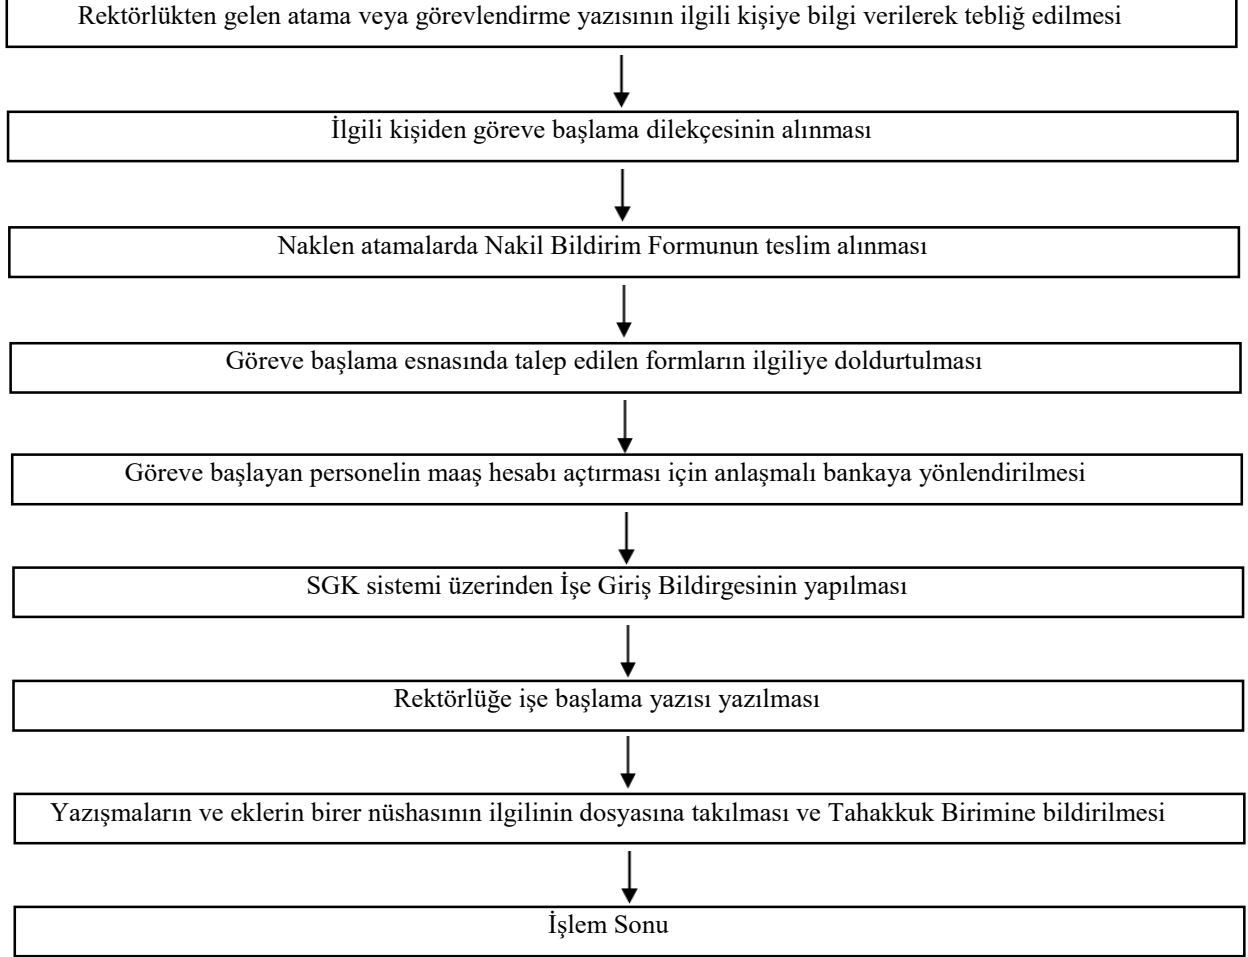 Rektörlükten gelen atama veya görevlendirme yazısının ilgili kişiye bilgi verilerek tebliğ edilmesi
İlgili kişiden göreve başlama dilekçesinin alınması
Naklen atamalarda Nakil Bildirim Formunun teslim alınması
Göreve başlama esnasında talep edilen formların ilgiliye doldurtulması
Göreve başlayan personelin maaş hesabı açtırması için anlaşmalı bankaya yönlendirilmesi
SGK sistemi üzerinden İşe Giriş Bildirgesinin yapılması
Rektörlüğe işe başlama yazısı yazılması
Yazışmaların ve eklerin birer nüshasının ilgilinin dosyasına takılması ve Tahakkuk Birimine bildirilmesi
İşlem Sonu